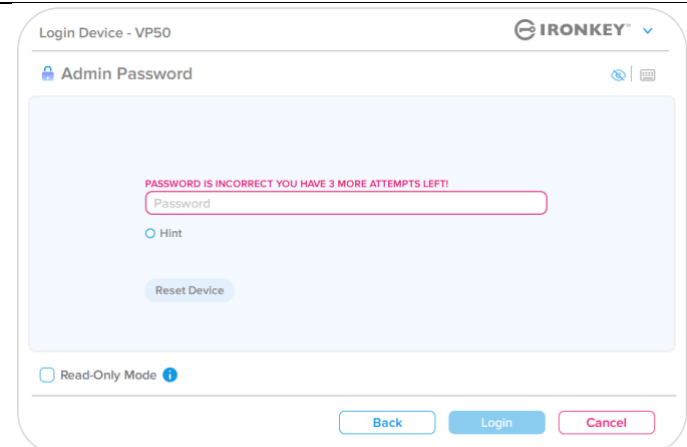 Login Device - VP50
IRONKEY™
Admin Password
PASSWORD IS INCORRECT YOU HAVE 3 MORE ATTEMPTS LEFT!
Password
Hint
Reset Device
Read-Only Mode
Back
Login
Cancel